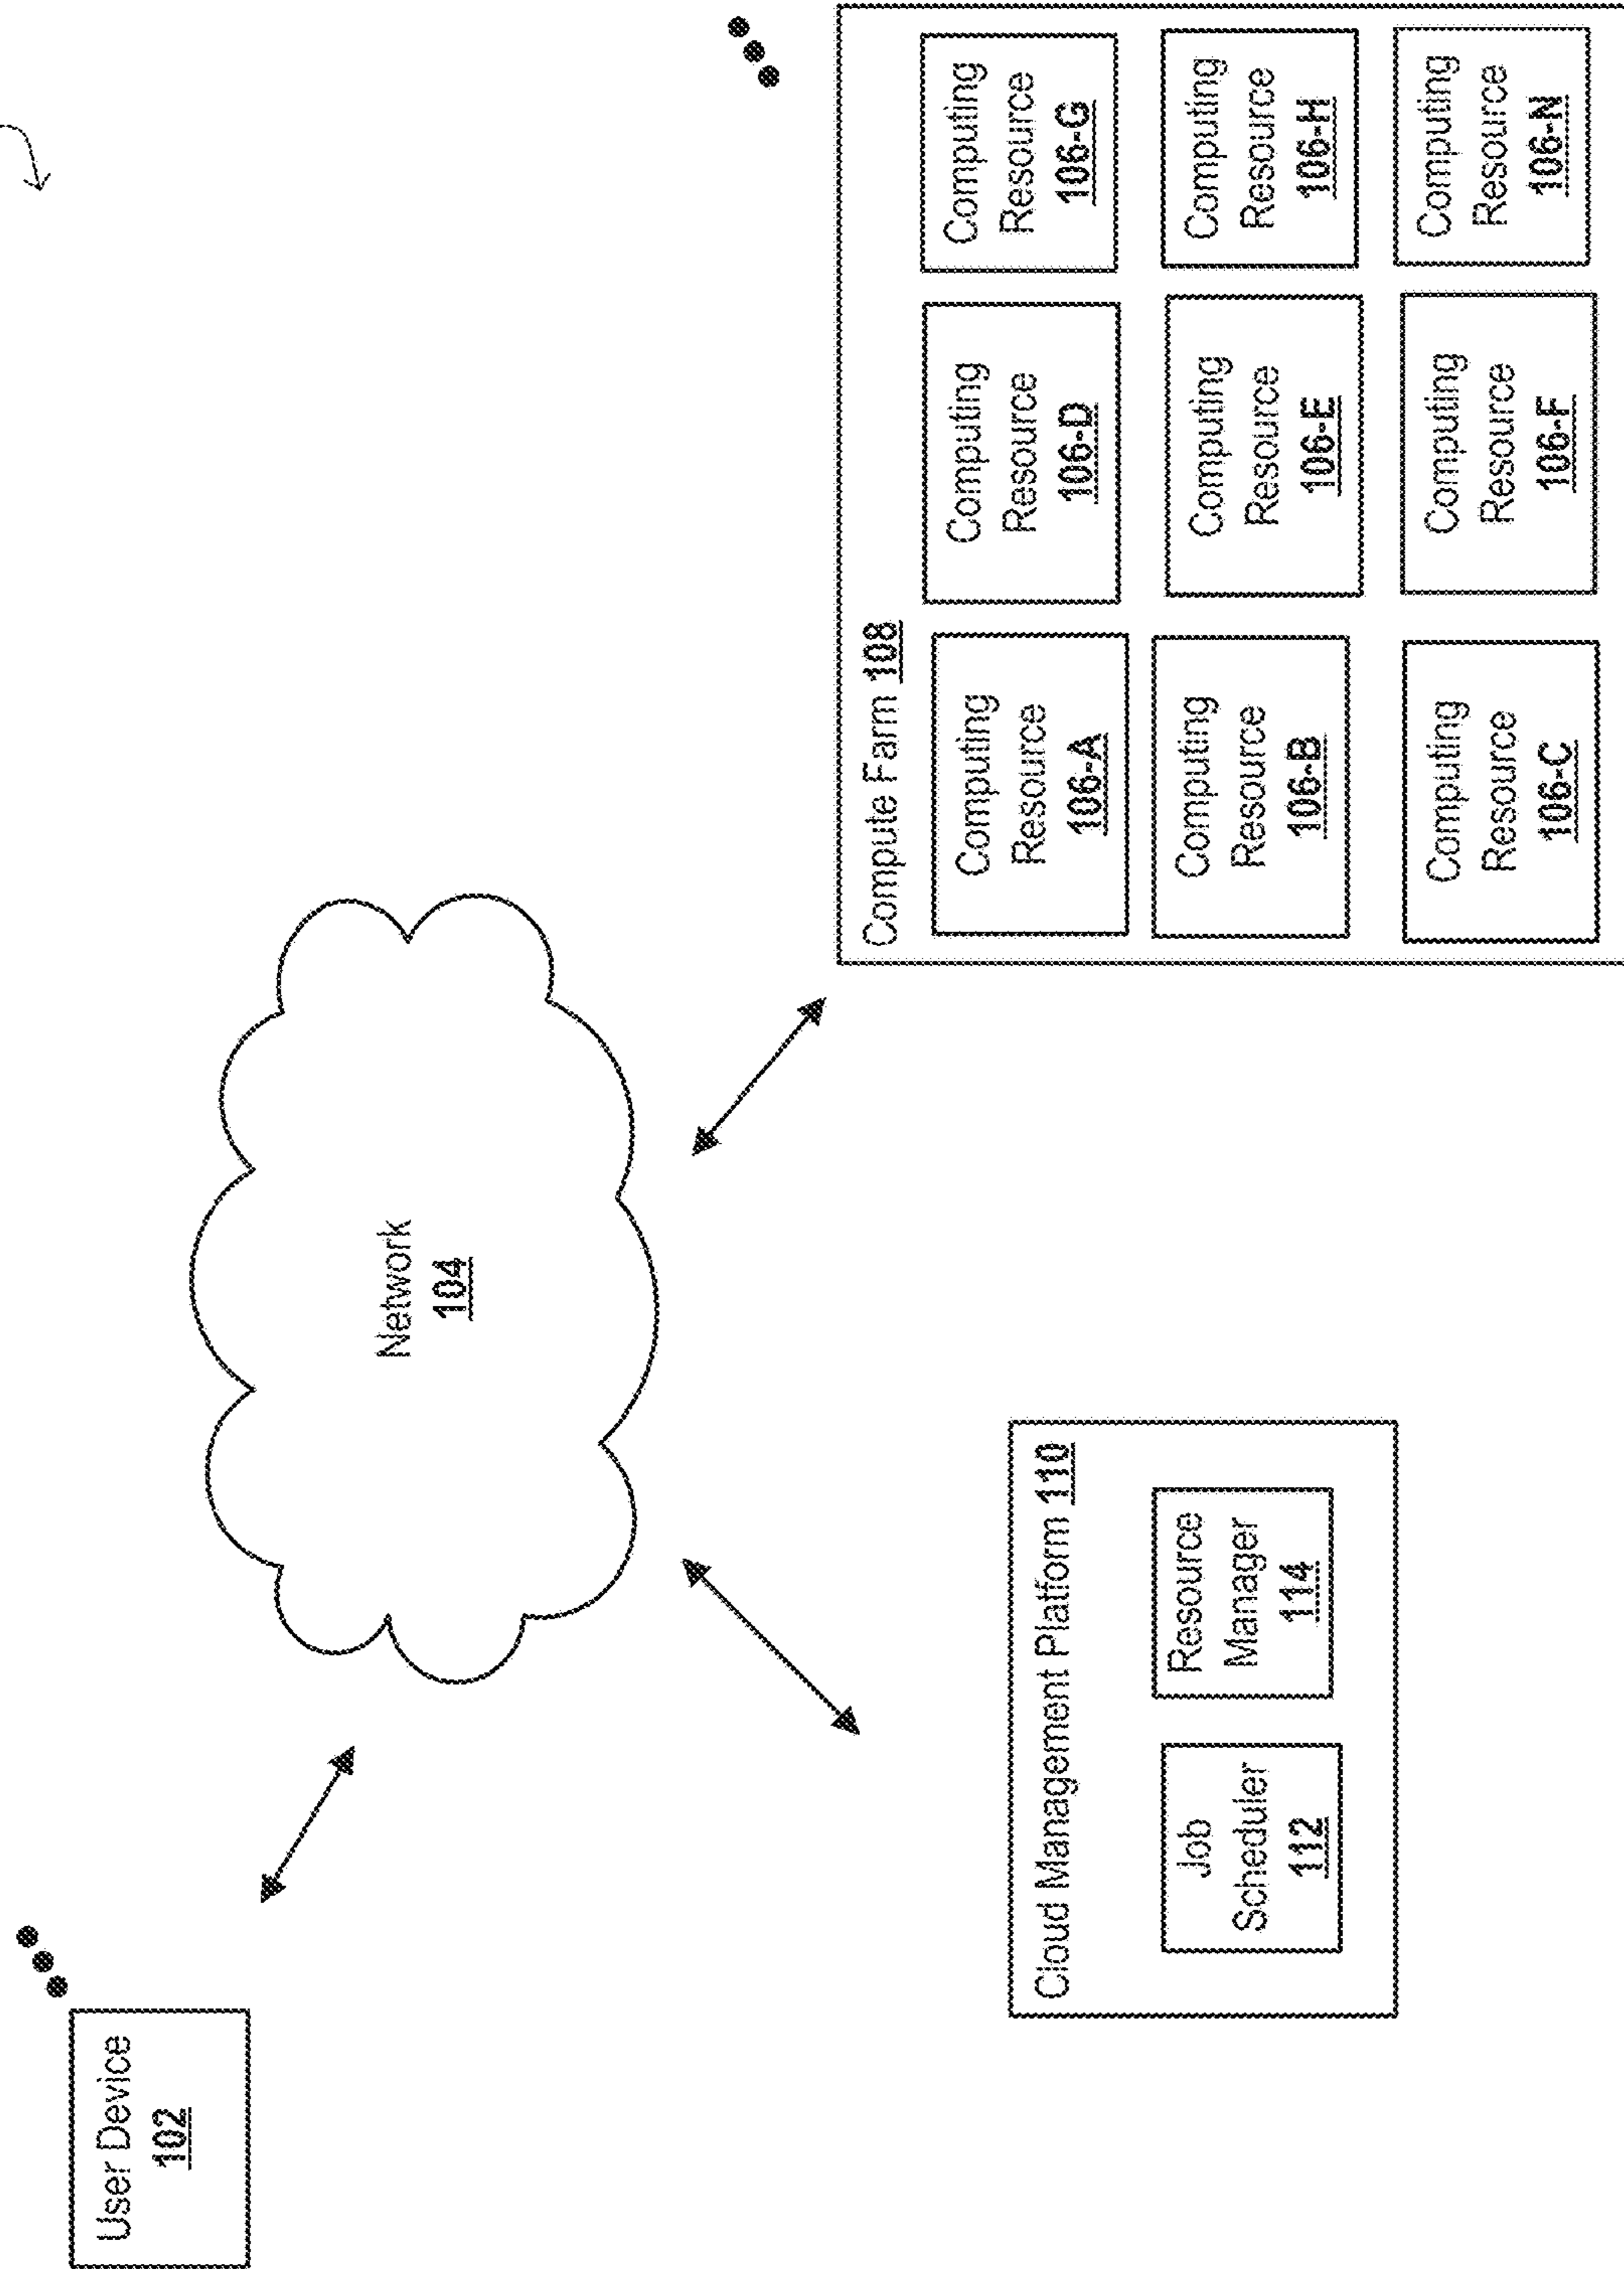 User Device
102
Network
104
Cloud Management Platform 110
Job
Scheduler
112
Resource
Manager
114
Compute Farm 108
Computing
Resource
106-A
Computing
Resource
106-D
Computing
Resource
106-G
Computing
Resource
106-B
Computing
Resource
106-E
Computing
Resource
106-H
Computing
Resource
106-C
Computing
Resource
106-F
Computing
Resource
106-N